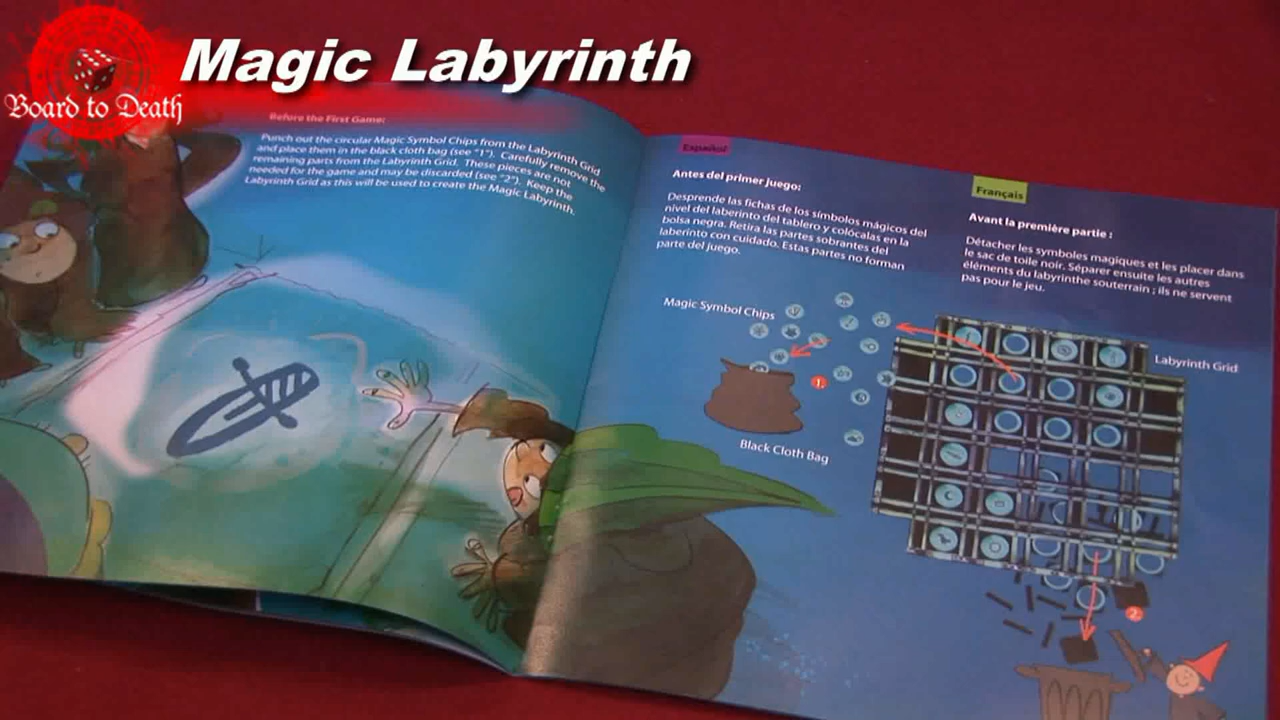 Magic Labyrinth
Board to Death
Before the First Game:
Punch out the circular Magic Symbol Chips from the Labyrinth Grid
and place them in the black cloth bag (see "1"). Carefully remove the
remaining parts from the Labyrinth Grid. These pieces are not
needed for the game and may be discarded (see "2"). Keep the
Labyrinth Grid as this will be used to create the Magic Labyrinth.
Español
Antes del primer juego:
Desprende las fichas de los símbolos mágicos del
nivel del laberinto del tablero y colócalas en la
bolsa negra. Retira las partes sobrantes del
laberinto con cuidado. Estas partes no forman
parte del juego.
Français
Avant la première partie :
Détacher les symboles magiques et les placer dans
le sac de toile noir. Séparer ensuite les autres
éléments du labyrinthe souterrain ; ils ne servent
pas pour le jeu.
Magic Symbol Chips
Labyrinth Grid
1.
Black Cloth Bag
2.